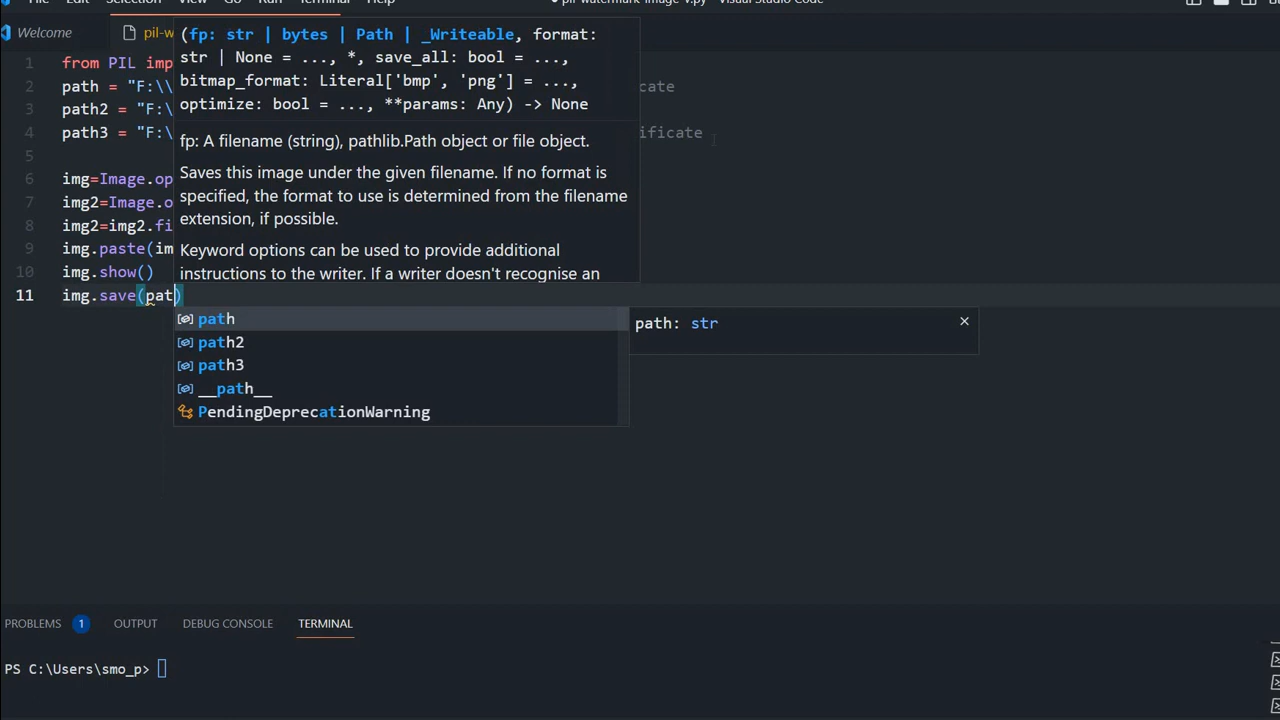 File Edit Selection View Go Run Terminal Help ● pil-watermark-image-v.py - Visual Studio Code
Welcome pil-w
(fp: str | bytes | Path | _Writeable, format:
str | None = ..., *, save_all: bool = ...,
bitmap_format: Literal['bmp', 'png'] = ...,
optimize: bool = ..., **params: Any) -> None
fp: A filename (string), pathlib.Path object or file object.
Saves this image under the given filename. If no format is
specified, the format to use is determined from the filename
extension, if possible.
Keyword options can be used to provide additional
instructions to the writer. If a writer doesn't recognise an
1 from PIL imp
2 path = "F:\\ cate
3 path2 = "F:\
4 path3 = "F:\ ificate
5
6 img=Image.op
7 img2=Image.o
8 img2=img2.fi
9 img.paste(im
10 img.show()
11 img.save(pat)
path
path2
path3
__path__
PendingDeprecationWarning
path: str
PROBLEMS 1 OUTPUT DEBUG CONSOLE TERMINAL
PS C:\Users\smo_p>